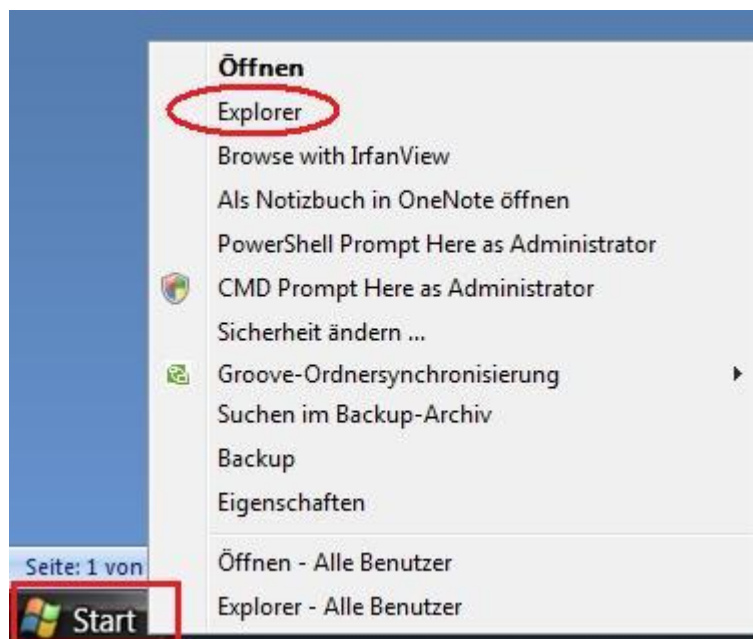 Öffnen
Explorer
Browse with IrfanView
Als Notizbuch in OneNote öffnen
PowerShell Prompt Here as Administrator
CMD Prompt Here as Administrator
Sicherheit ändern ...
Groove-Ordnersynchronisierung
Suchen im Backup-Archiv
Backup
Eigenschaften
Öffnen - Alle Benutzer
Seite: 1 von
Explorer - Alle Benutzer
Start